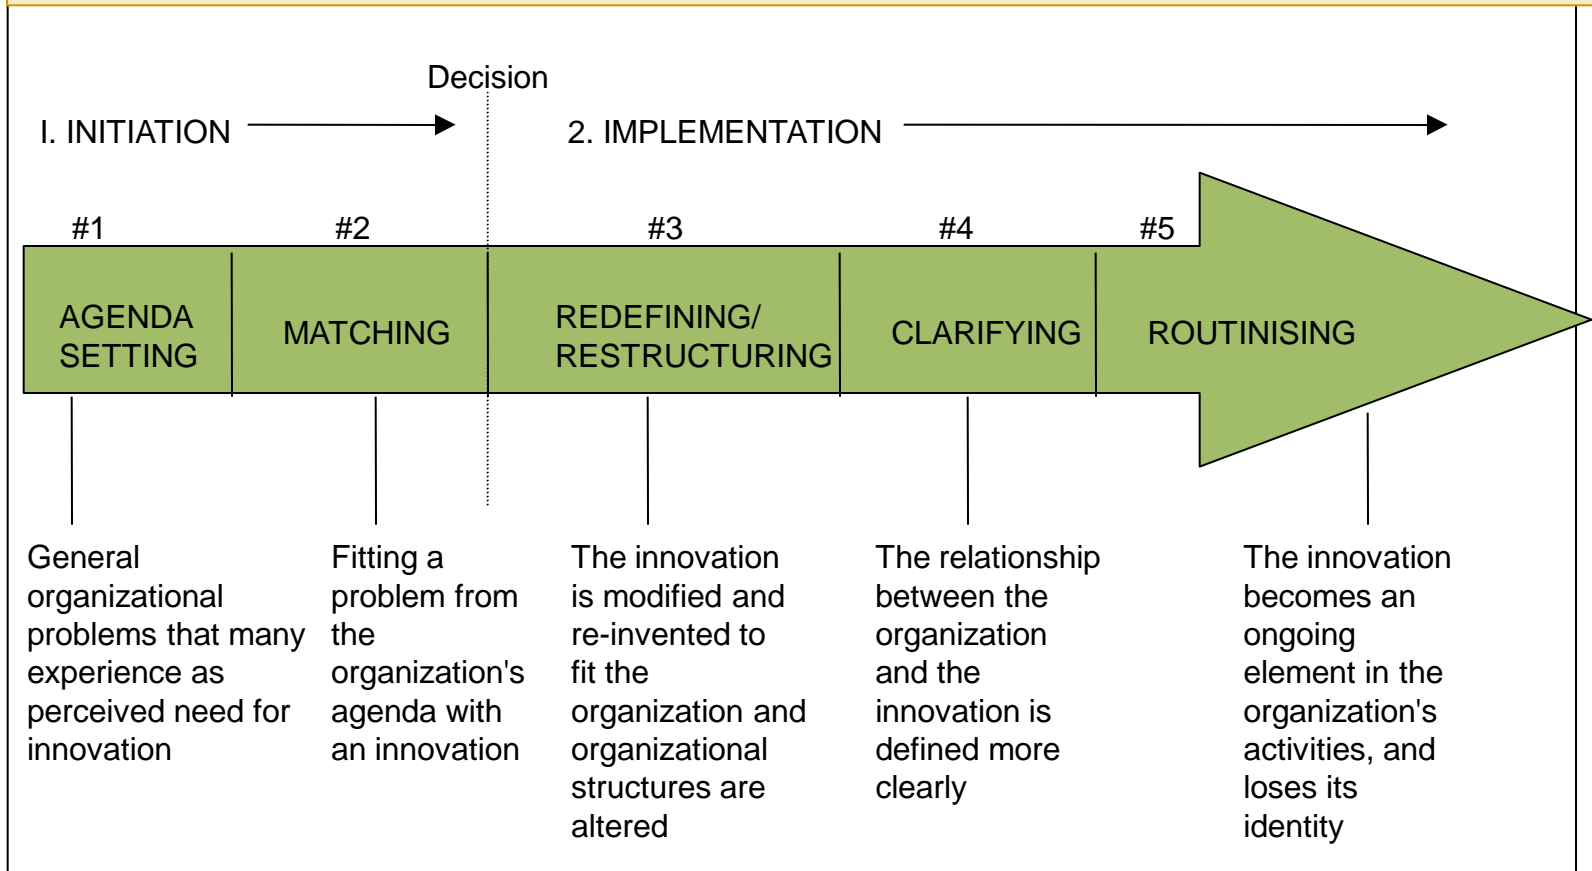 Decision
I. INITIATION
2. IMPLEMENTATION
#1
#2
#3
#4
#5
AGENDA
SETTING
MATCHING
REDEFINING/
RESTRUCTURING
CLARIFYING
ROUTINISING
General
organizational
problems that many
experience as
perceived need for
innovation
Fitting a
problem from
the
organization's
agenda with
an innovation
The innovation
is modified and
re-invented to
fit the
organization and
organizational
structures are
altered
The relationship
between the
organization
and the
innovation is
defined more
clearly
The innovation
becomes an
ongoing
element in the
organization's
activities, and
loses its
identity